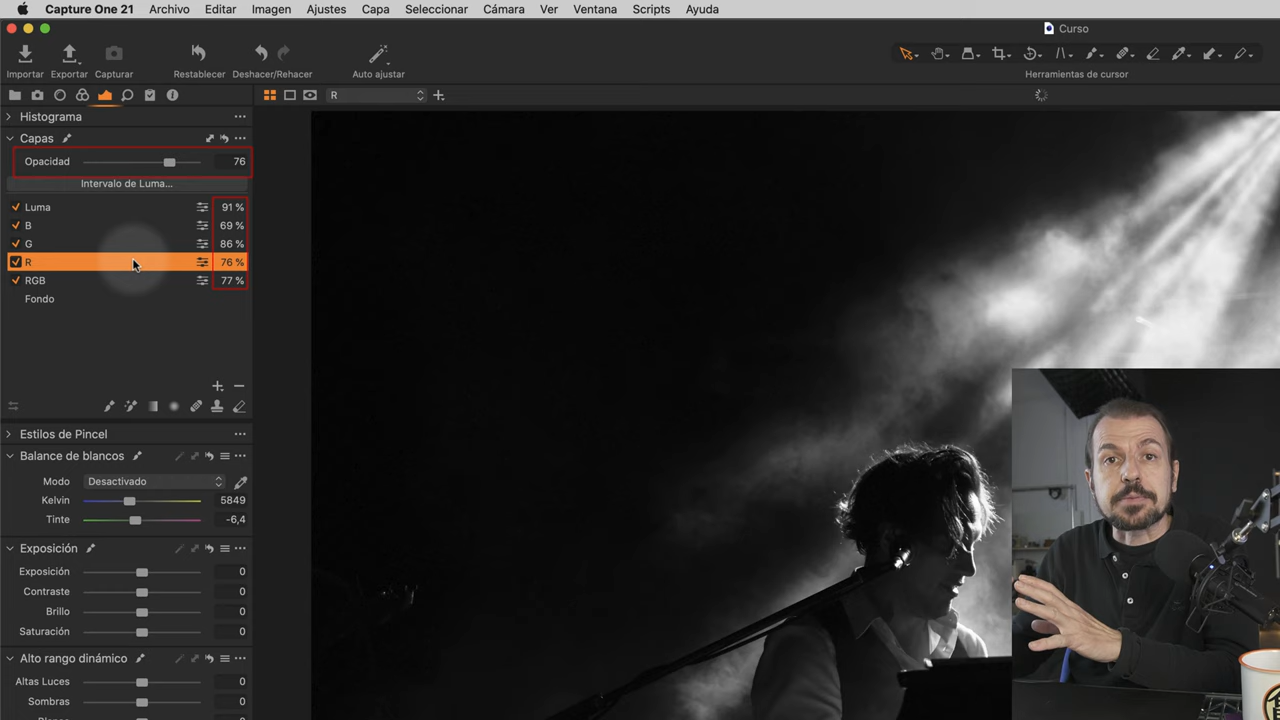 Capture One 21 Archivo Editar Imagen Ajustes Capa Seleccionar Cámara Ver Ventana Scripts Ayuda
Curso
Importar Exportar Capturar Restablecer Deshacer/Rehacer Auto ajustar Herramientas de cursor
R
Histograma
Capas
Opacidad 76
Intervalo de Luma...
Luma 91 %
B 69 %
G 86 %
R 76 %
RGB 77 %
Fondo
Estilos de Pincel
Balance de blancos
Modo Desactivado
Kelvin 5849
Tinte -6,4
Exposición
Exposición 0
Contraste 0
Brillo 0
Saturación 0
Alto rango dinámico
Altas Luces 0
Sombras 0